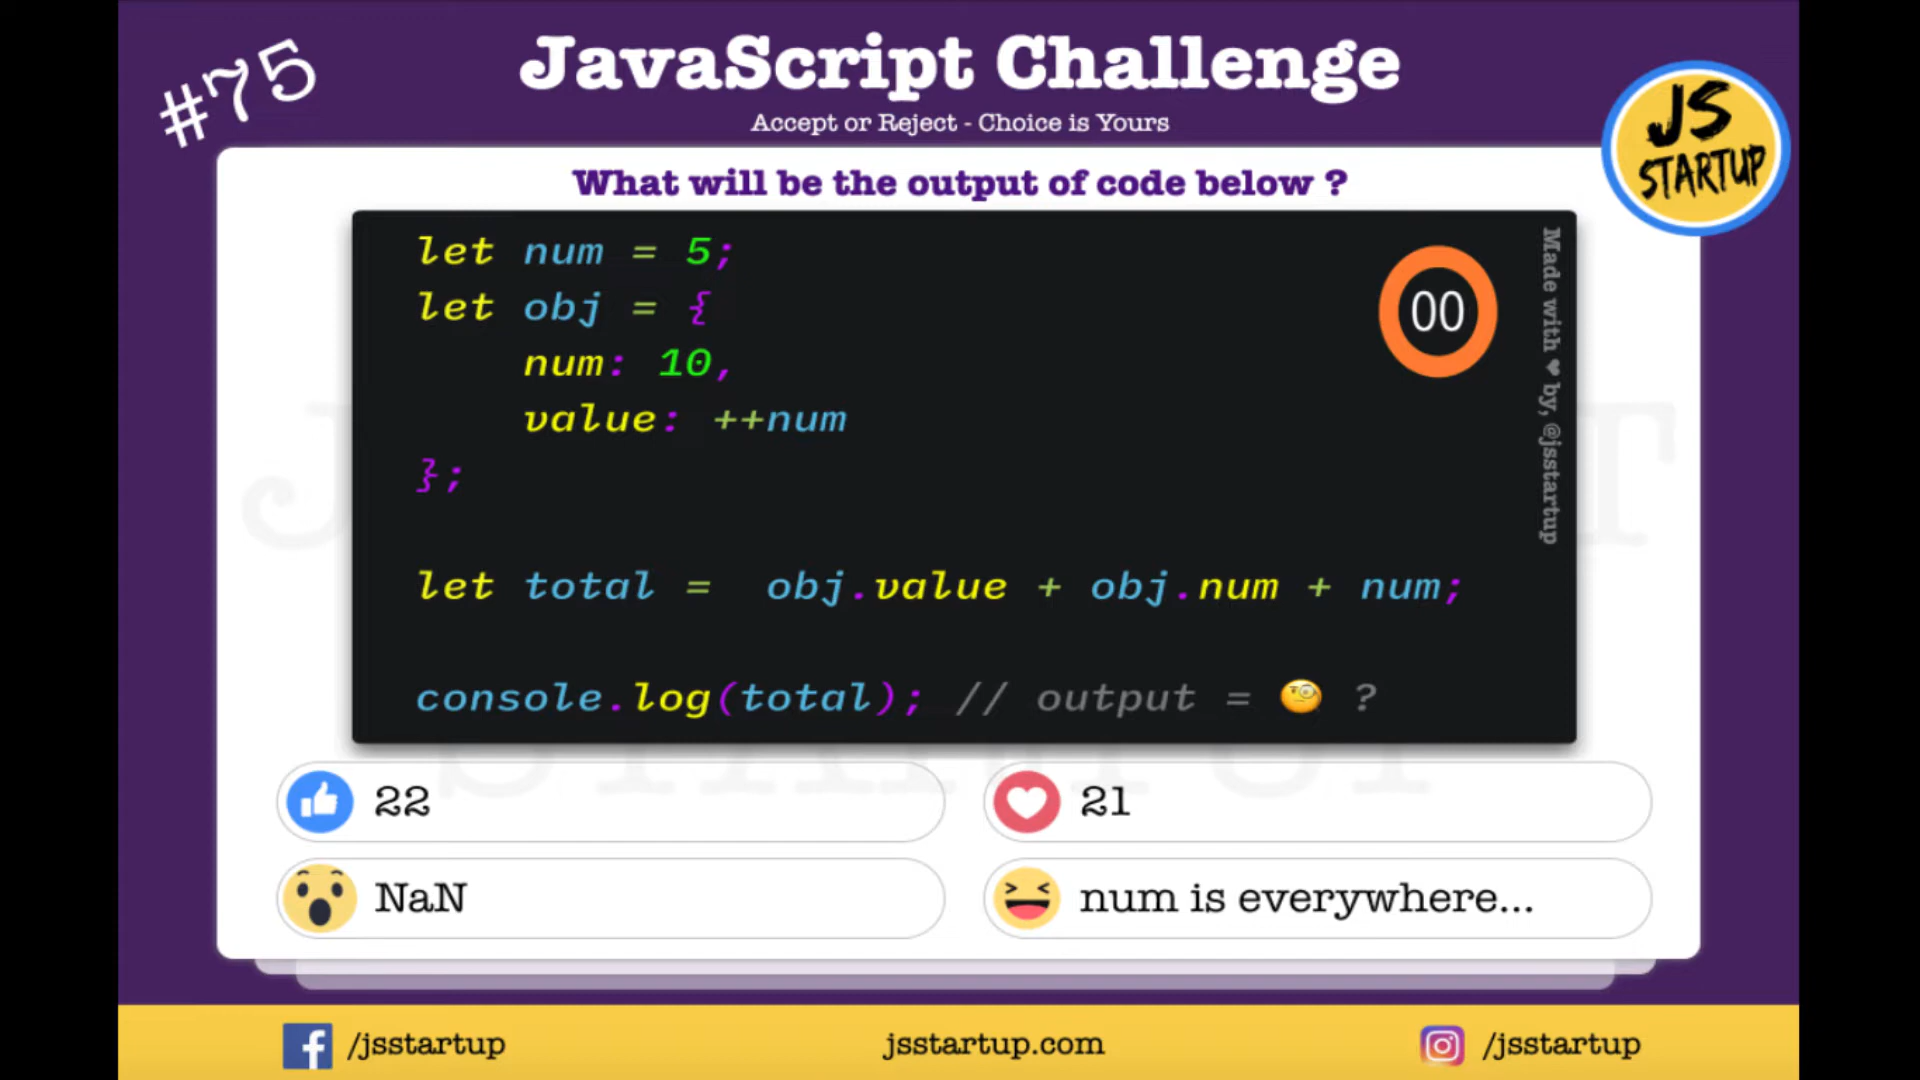 #75
JavaScript Challenge
Accept or Reject - Choice is Yours
JS
STARTUP
What will be the output of code below ?
let num = 5;
let obj = {
num: 10,
value: ++num
};
let total = obj.value + obj.num + num;
console.log(total); // output = 🧐 ?
00
Made with ❤ by, @jsstartup
22
21
NaN
num is everywhere...
/jsstartup
jsstartup.com
/jsstartup